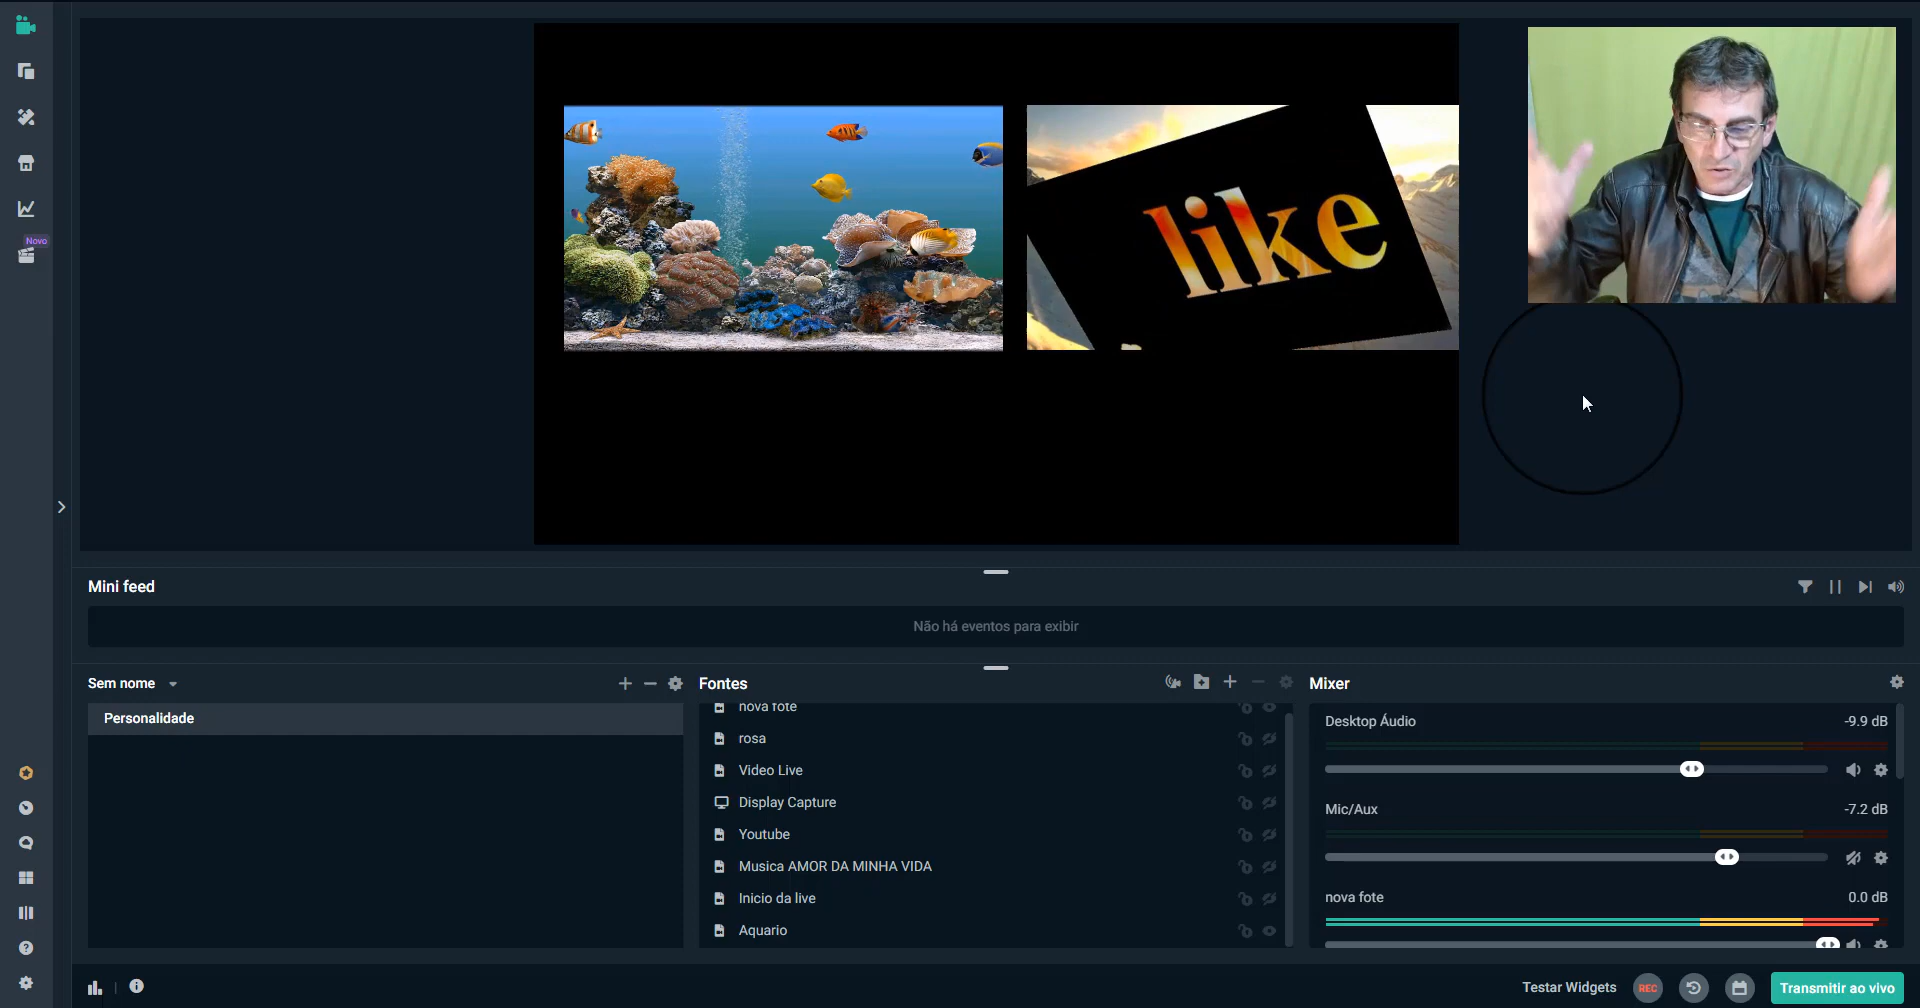 Novo
like
Mini feed
Não há eventos para exibir
Sem nome
Personalidade
Fontes
nova fote
rosa
Video Live
Display Capture
Youtube
Musica AMOR DA MINHA VIDA
Inicio da live
Aquario
Mixer
Desktop Áudio -9.9 dB
Mic/Aux -7.2 dB
nova fote 0.0 dB
Testar Widgets REC Transmitir ao vivo